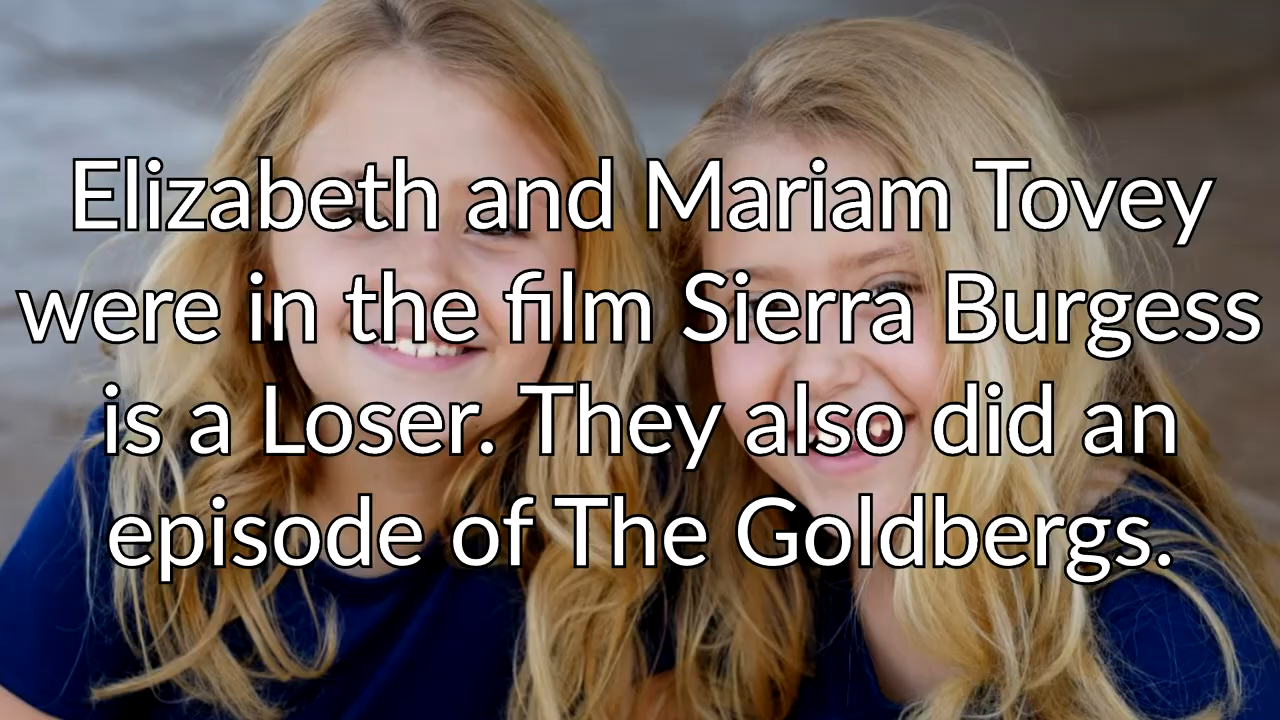 Elizabeth and Mariam Tovey
were in the film Sierra Burgess
is a Loser. They also did an
episode of The Goldbergs.